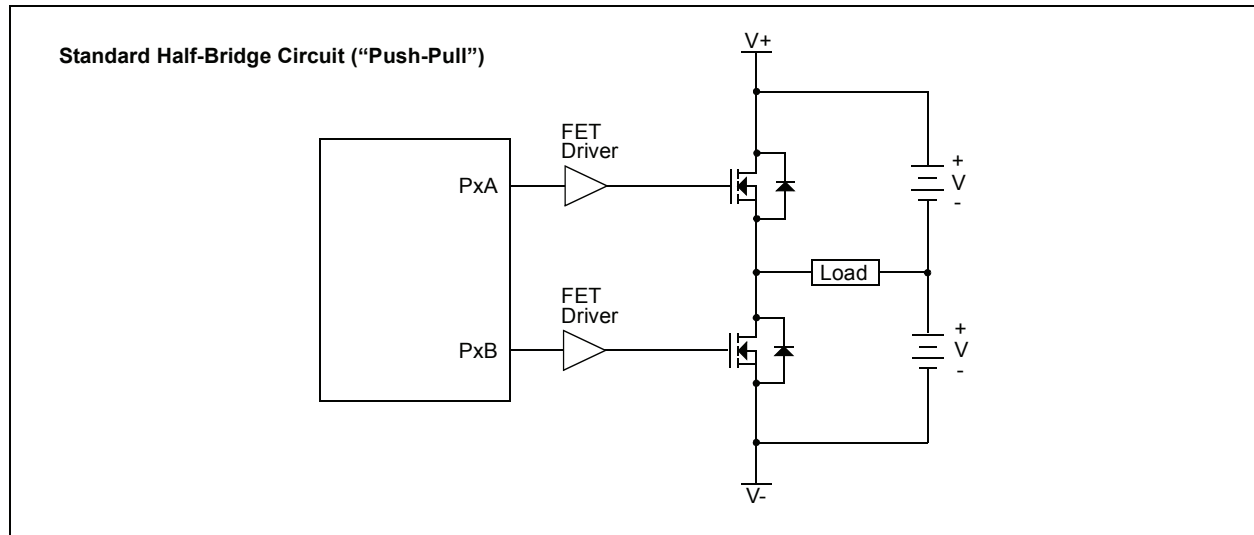 Standard Half-Bridge Circuit (“Push-Pull”)
V+
FET
Driver
PxA
+
V
-
Load
FET
Driver
PxB
+
V
-
V-